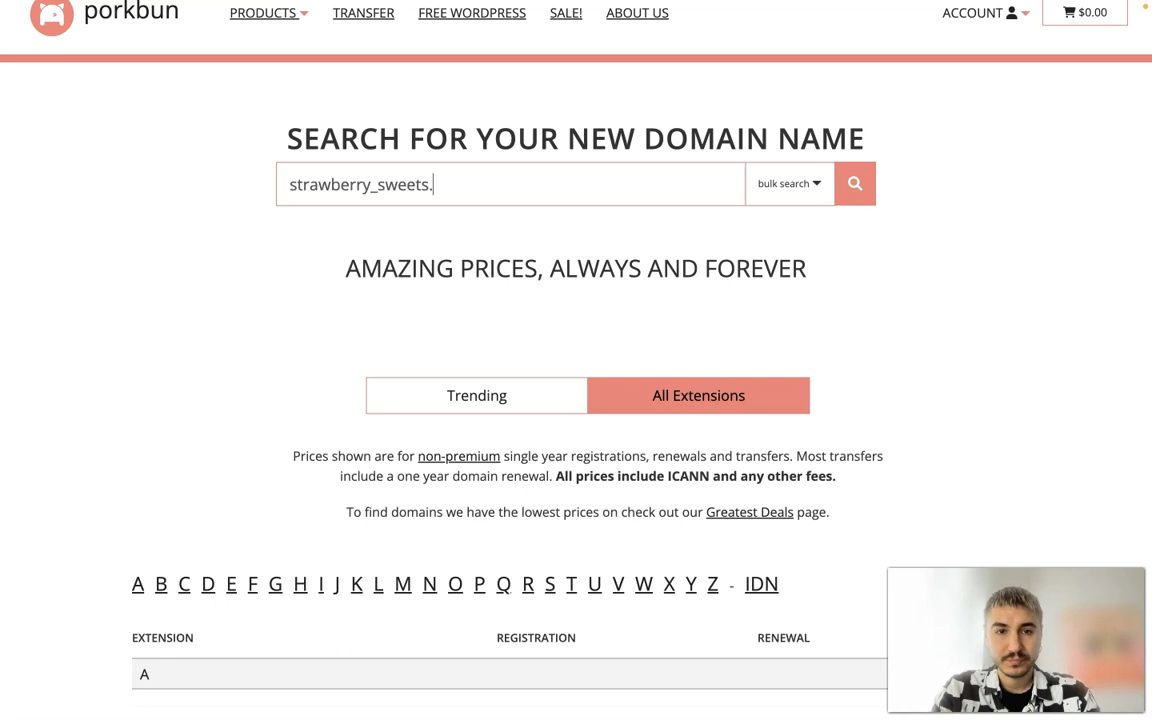 porkbun
PRODUCTS TRANSFER FREE WORDPRESS SALE! ABOUT US ACCOUNT $0.00
SEARCH FOR YOUR NEW DOMAIN NAME
strawberry_sweets. bulk search
AMAZING PRICES, ALWAYS AND FOREVER
Trending All Extensions
Prices shown are for non-premium single year registrations, renewals and transfers. Most transfers
include a one year domain renewal. All prices include ICANN and any other fees.
To find domains we have the lowest prices on check out our Greatest Deals page.
A B C D E F G H I J K L M N O P Q R S T U V W X Y Z - IDN
EXTENSION REGISTRATION RENEWAL
A